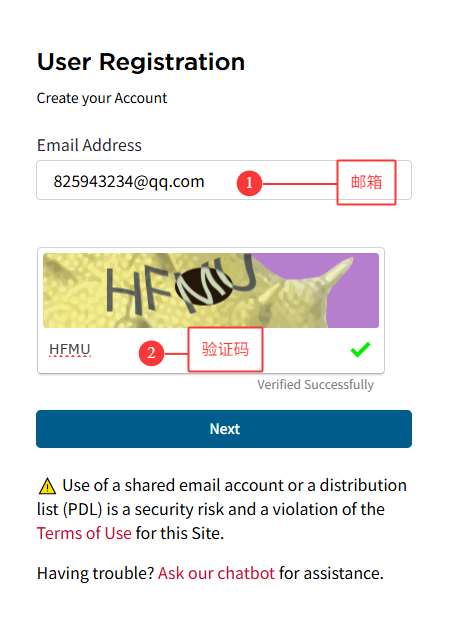 User Registration
Create your Account
Email Address
825943234@qq.com
1
邮箱
HFMU
HFMU
2
验证码
Verified Successfully
Next
⚠ Use of a shared email account or a distribution
list (PDL) is a security risk and a violation of the
Terms of Use for this Site.
Having trouble? Ask our chatbot for assistance.